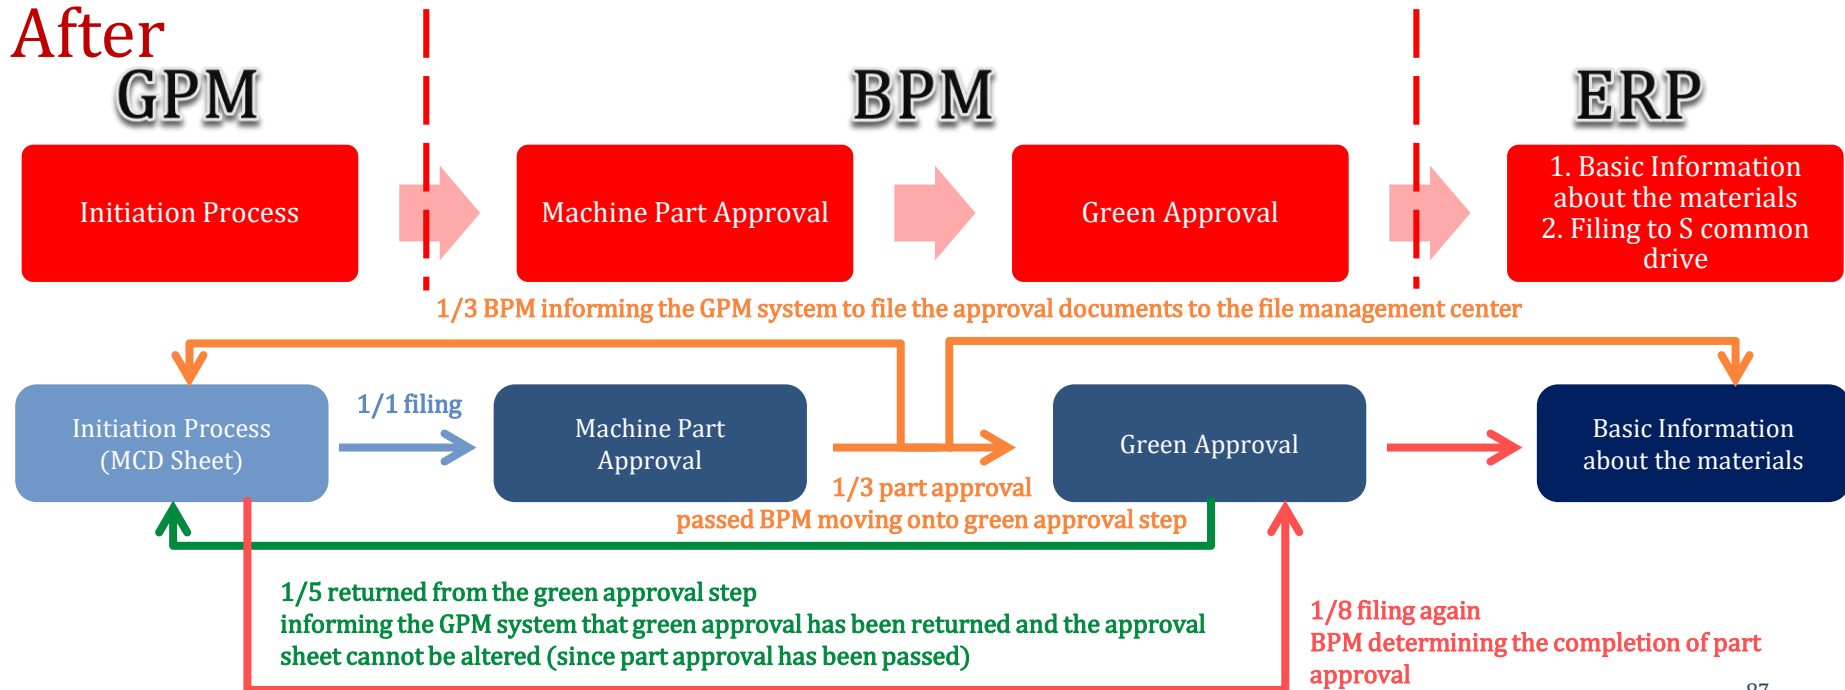 After
GPM
BPM
ERP
Initiation Process
Machine Part Approval
Green Approval
1. Basic Information
about the materials
2. Filing to S common
drive
1/3 BPM informing the GPM system to file the approval documents to the file management center
Initiation Process
(MCD Sheet)
1/1 filing
Machine Part
Approval
1/3 part approval
passed BPM moving onto green approval step
Green Approval
Basic Information
about the materials
1/5 returned from the green approval step
informing the GPM system that green approval has been returned and the approval
sheet cannot be altered (since part approval has been passed)
1/8 filing again
BPM determining the completion of part
approval